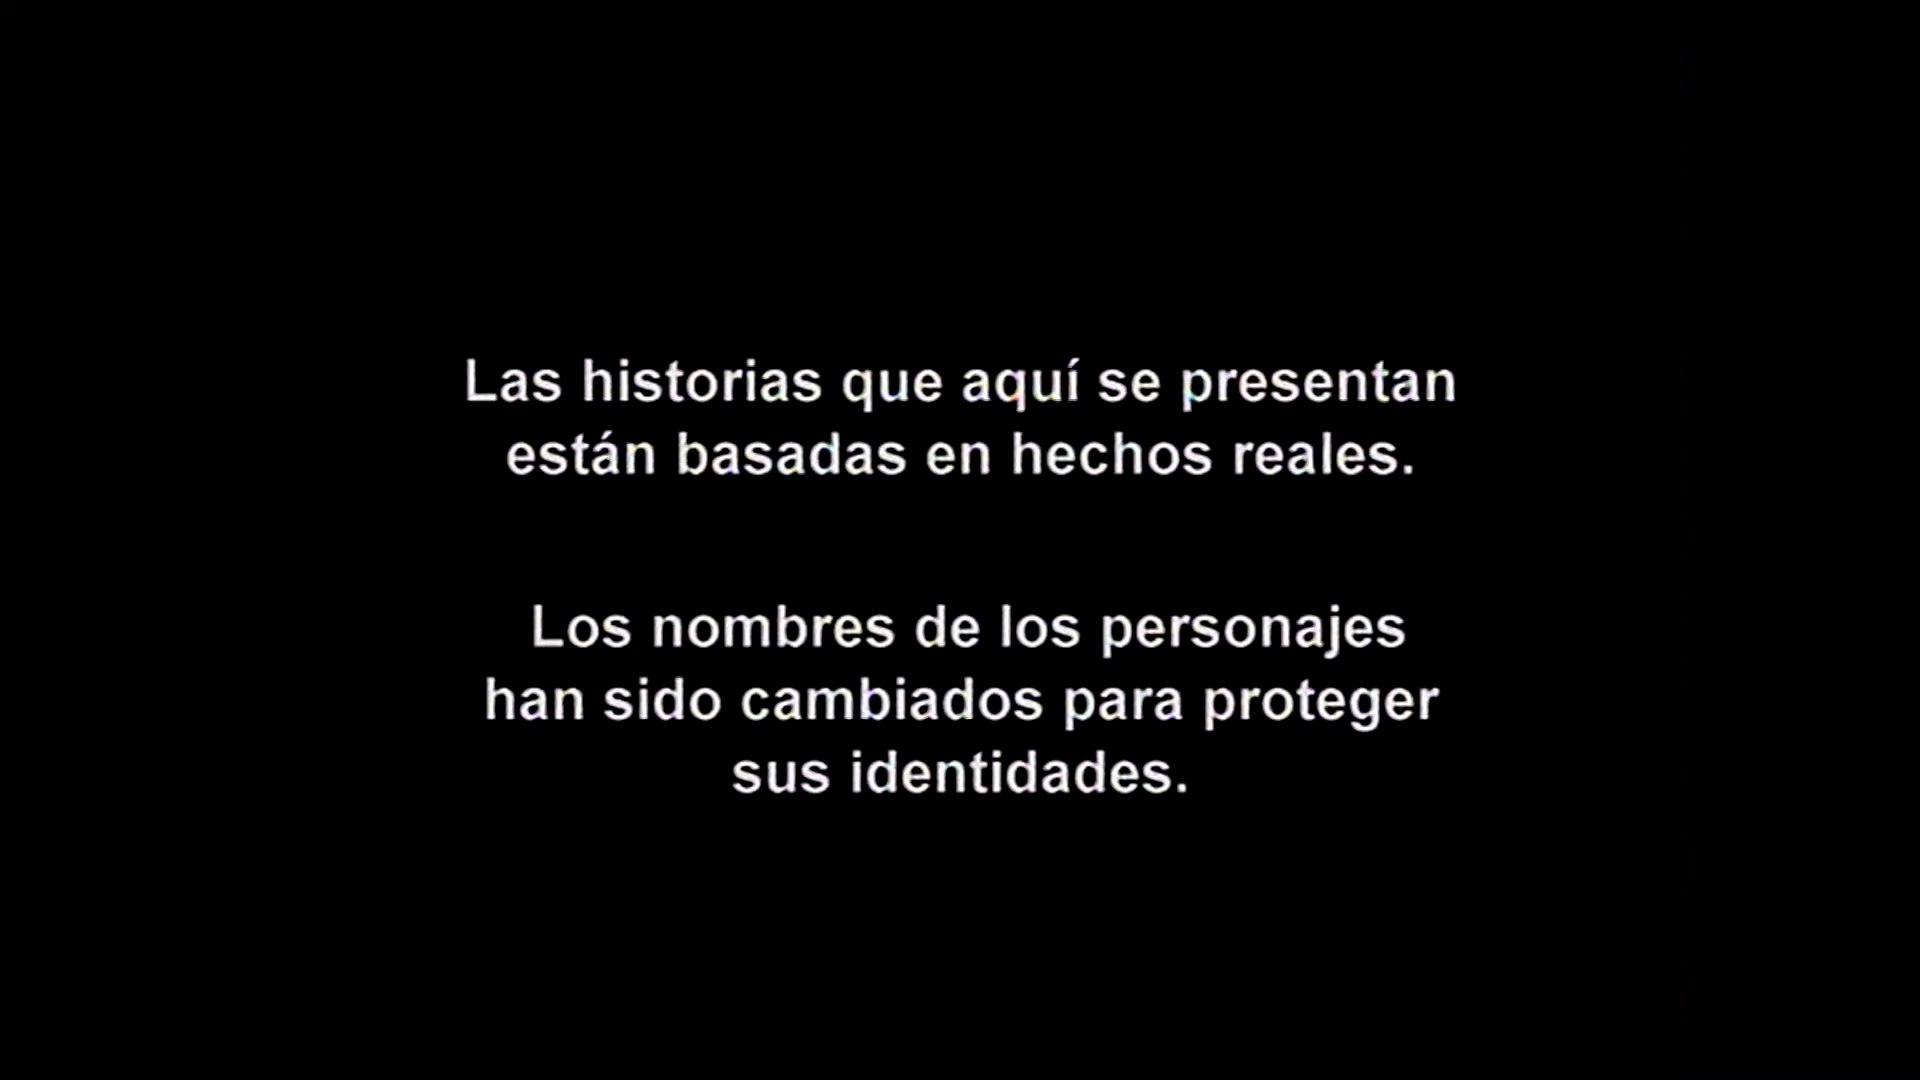 Las historias que aquí se presentan
están basadas en hechos reales.
Los nombres de los personajes
han sido cambiados para proteger
sus identidades.